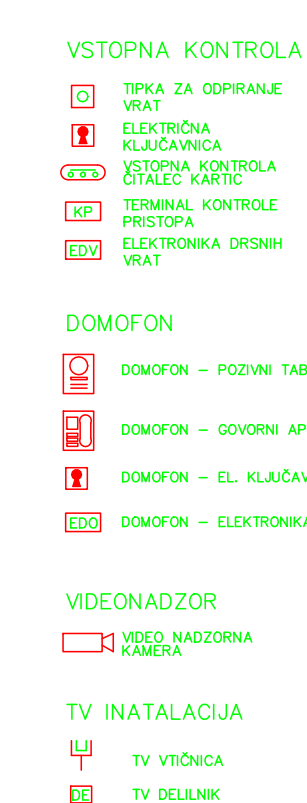 VSTOPNA KONTROLA
TIPKA ZA ODPIRANJE
VRAT
ELEKTRIČNA
KLJUČAVNICA
VSTOPNA KONTROLA
ČITALEC KARTIC
KP
TERMINAL KONTROLE
PRISTOPA
EDV
ELEKTRONIKA DRSNIH
VRAT
DOMOFON
DOMOFON – POZIVNI TAB
DOMOFON – GOVORNI AP
DOMOFON – EL. KLJUČAV
EDO DOMOFON – ELEKTRONIKA
VIDEONADZOR
VIDEO NADZORNA
KAMERA
TV INATALACIJA
TV VTIČNICA
DE TV DELILNIK